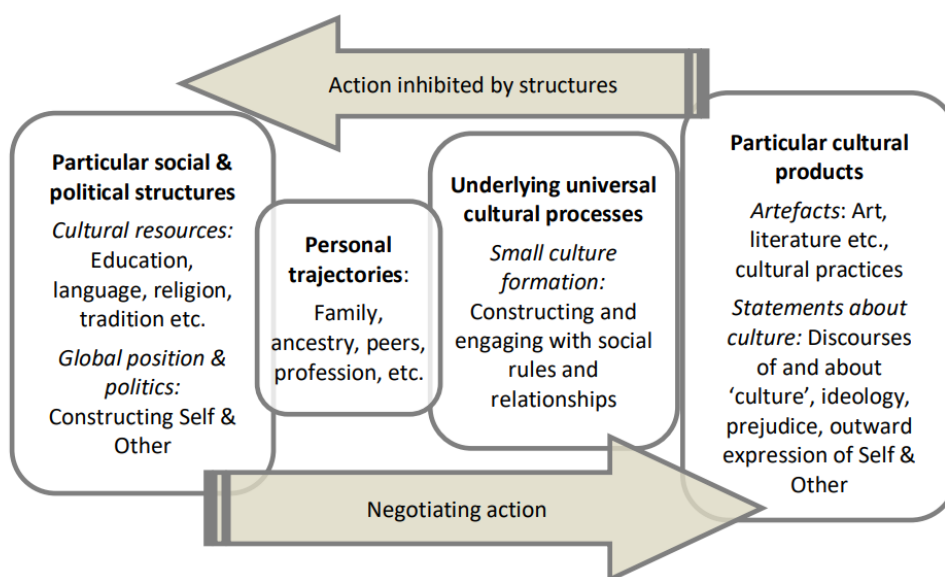 Action inhibited by structures
Particular social &
political structures
Cultural resources:
Education,
language, religion,
tradition etc.
Global position &
politics:
Constructing Self &
Other
Personal
trajectories:
Family,
ancestry, peers,
profession, etc.
Underlying universal
cultural processes
Small culture
formation:
Constructing and
engaging with social
rules and
relationships
Particular cultural
products
Artefacts: Art,
literature etc.,
cultural practices
Statements about
culture: Discourses
of and about
‘culture’, ideology,
prejudice, outward
expression of Self &
Other
Negotiating action